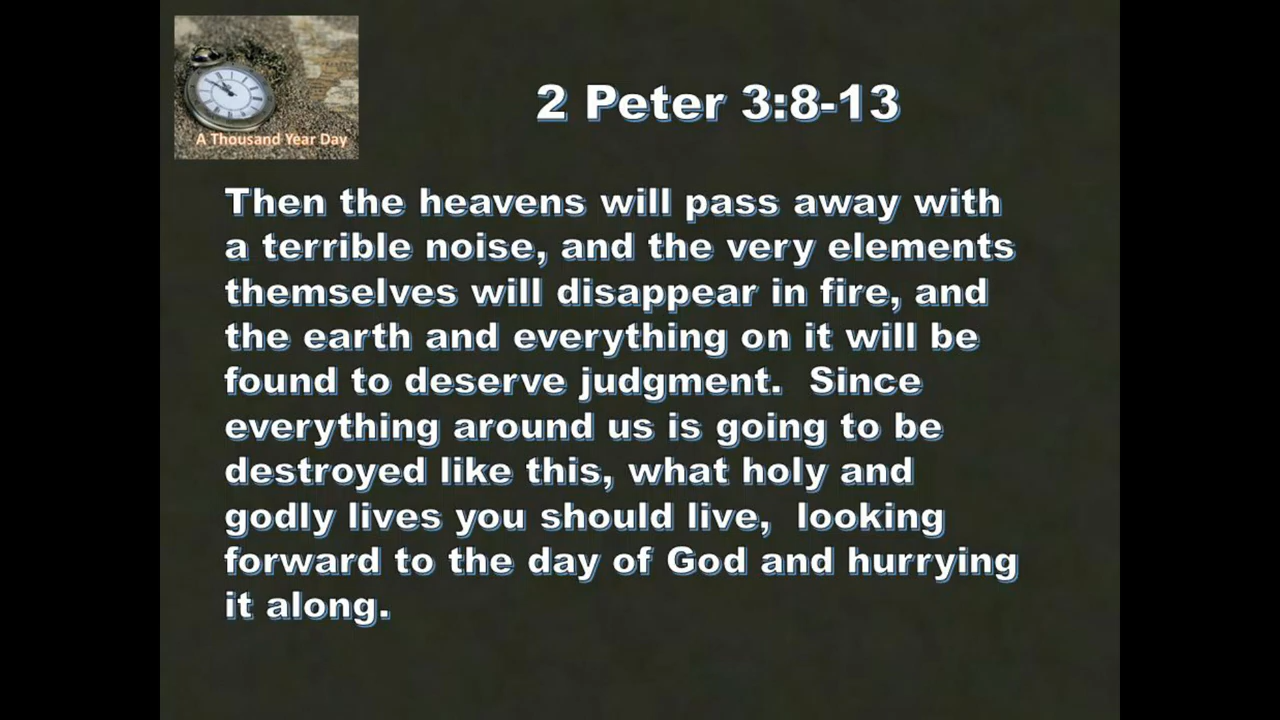 A Thousand Year Day
2 Peter 3:8-13
Then the heavens will pass away with
a terrible noise, and the very elements
themselves will disappear in fire, and
the earth and everything on it will be
found to deserve judgment.  Since
everything around us is going to be
destroyed like this, what holy and
godly lives you should live,  looking
forward to the day of God and hurrying
it along.